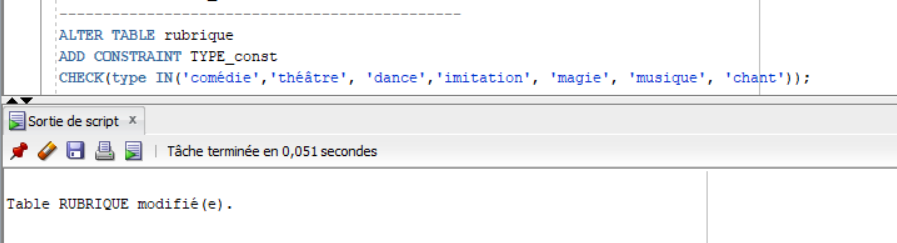 ALTER TABLE rubrique
ADD CONSTRAINT TYPE_const
CHECK(type IN('comédie','théâtre', 'dance','imitation', 'magie', 'musique', 'chant'));
Sortie de script x
Tâche terminée en 0,051 secondes
Table RUBRIQUE modifié(e).